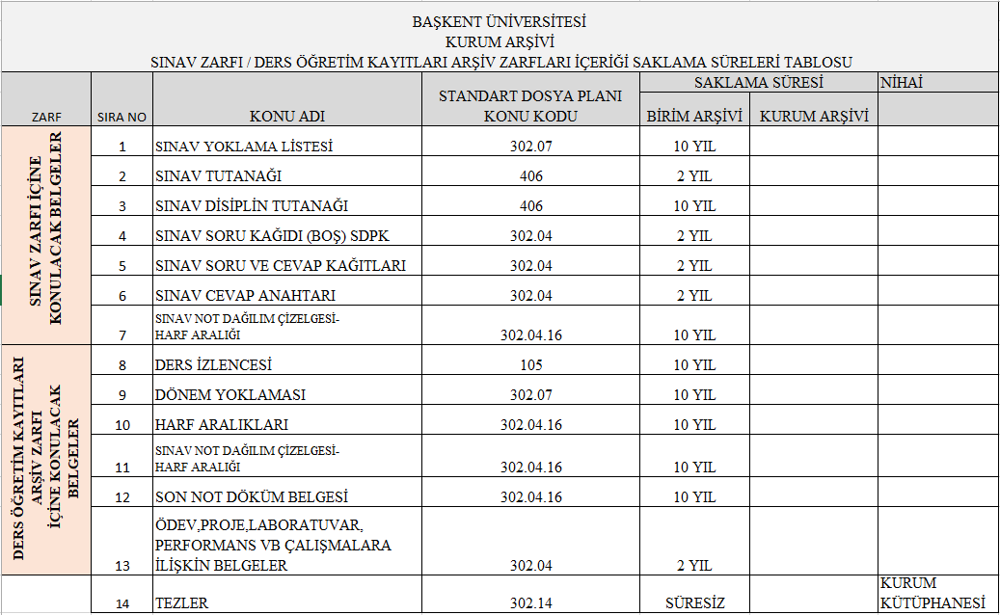 BAŞKENT ÜNİVERSİTESİ
KURUM ARŞİVİ
SINAV ZARFI / DERS ÖĞRETİM KAYITLARI ARŞİV ZARFLARI İÇERİĞİ SAKLAMA SÜRELERİ TABLOSU
ZARF SIRA NO KONU ADI STANDART DOSYA PLANI KONU KODU SAKLAMA SÜRESİ NİHAİ
BİRİM ARŞİVİ KURUM ARŞİVİ
SINAV ZARFI İÇİNE
KONULACAK BELGELER
1 SINAV YOKLAMA LİSTESİ 302.07 10 YIL
2 SINAV TUTANAĞI 406 2 YIL
3 SINAV DİSİPLİN TUTANAĞI 406 10 YIL
4 SINAV SORU KAĞIDI (BOŞ) SDPK 302.04 2 YIL
5 SINAV SORU VE CEVAP KAĞITLARI 302.04 2 YIL
6 SINAV CEVAP ANAHTARI 302.04 2 YIL
SINAV NOT DAĞILIM ÇİZELGESİ-
7 HARF ARALIĞI 302.04.16 10 YIL
DERS ÖĞRETİM KAYITLARI
ARŞİV ZARFI
İÇİNE KONULACAK
BELGELER
8 DERS İZLENCESİ 105 10 YIL
9 DÖNEM YOKLAMASI 302.07 10 YIL
10 HARF ARALIKLARI 302.04.16 10 YIL
SINAV NOT DAĞILIM ÇİZELGESİ-
11 HARF ARALIĞI 302.04.16 10 YIL
12 SON NOT DÖKÜM BELGESİ 302.04.16 10 YIL
ÖDEV,PROJE,LABORATUVAR,
PERFORMANS VB ÇALIŞMALARA
13 İLİŞKİN BELGELER 302.04 2 YIL
14 TEZLER 302.14 SÜRESİZ KURUM
KÜTÜPHANESİ